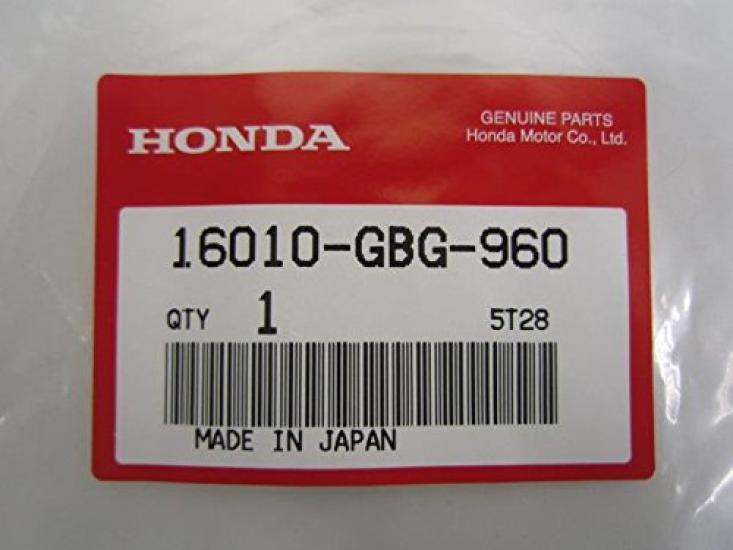 HONDA
GENUINE PARTS
Honda Motor Co., Ltd.
16010-GBG-960
QTY 1 5T28
MADE IN JAPAN